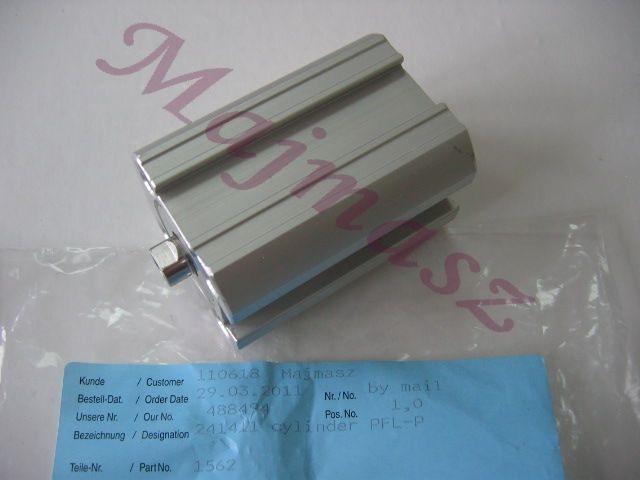 Majmasz
Kunde / Customer 110618 Majmasz
Bestell-Dat. / Order Date 29.03.2011 Nr./No. by mail
Unsere Nr. / Our No. 488494 Pos.No. 1,0
Bezeichnung / Designation 241411 cylinder PFL-P
Teile-Nr. / Part No. 1562